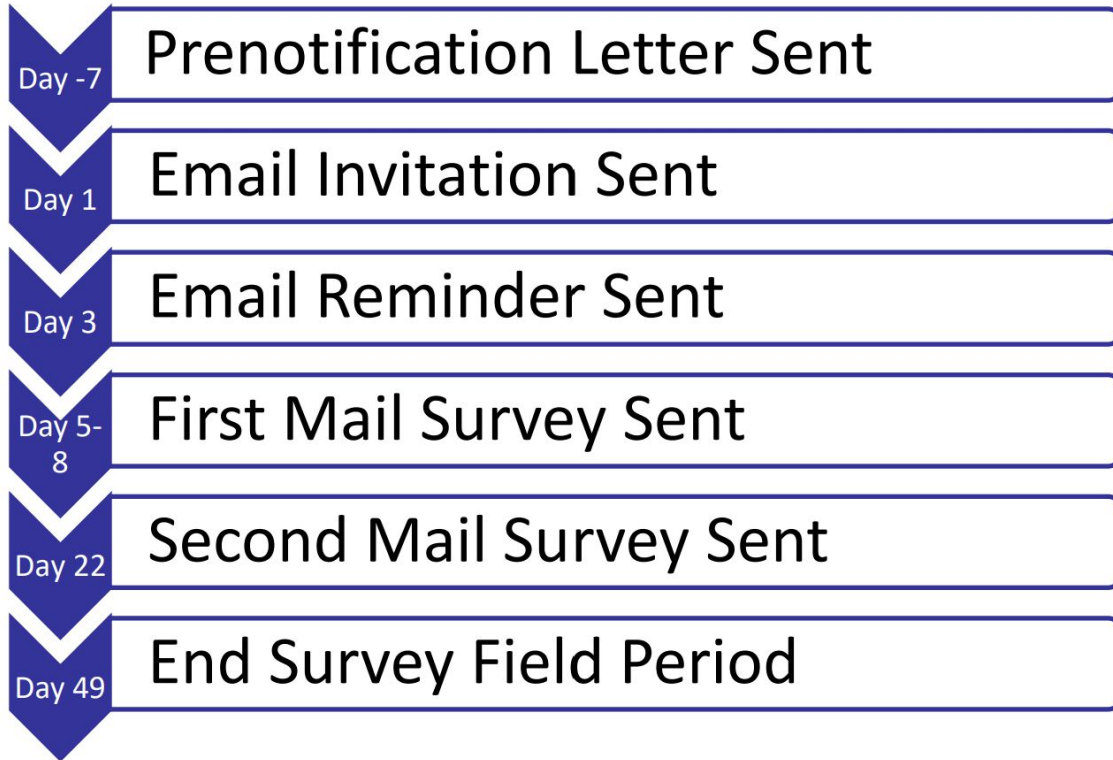 Day -7
Prenotification Letter Sent
Day 1
Email Invitation Sent
Day 3
Email Reminder Sent
Day 5-
8
First Mail Survey Sent
Day 22
Second Mail Survey Sent
Day 49
End Survey Field Period